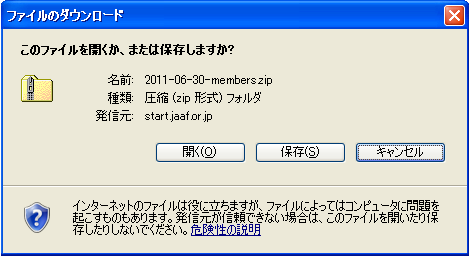 ファイルのダウンロード
このファイルを開くか、または保存しますか?
名前: 2011-06-30-members.zip
種類: 圧縮 (zip 形式) フォルダ
発信元: start.jaaf.or.jp
開く(O) 保存(S) キャンセル
インターネットのファイルは役に立ちますが、ファイルによってはコンピュータに問題を
起こすものもあります。発信元が信頼できない場合は、このファイルを開いたり保
存したりしないでください。危険性の説明